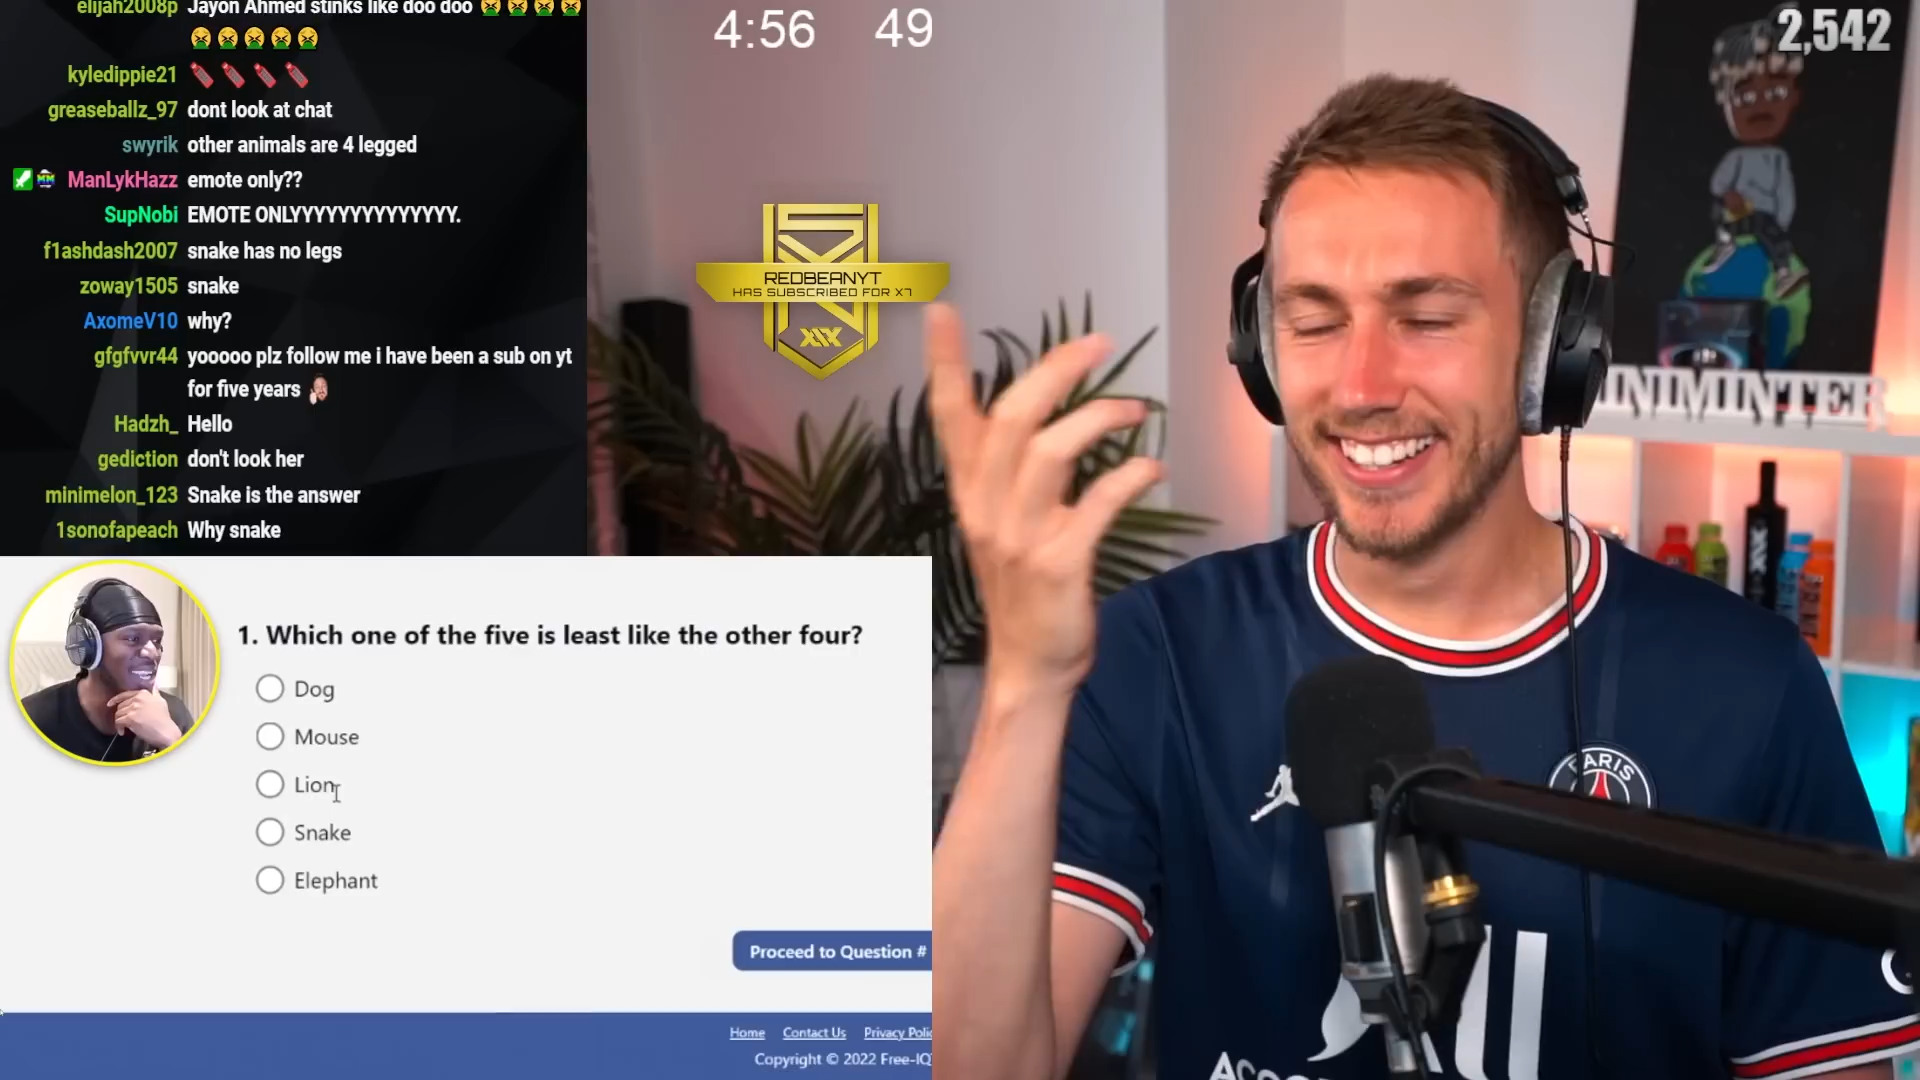 elijah2008p Jayon Ahmed stinks like doo doo
kyledippie21
greaseballz_97 dont look at chat
swyrik other animals are 4 legged
ManLykHazz emote only??
SupNobi EMOTE ONLYYYYYYYYYYYYY.
f1ashdash2007 snake has no legs
zoway1505 snake
AxomeV10 why?
gfgfvvr44 yooooo plz follow me i have been a sub on yt
for five years
Hadzh_ Hello
gediction don't look her
minimelon_123 Snake is the answer
1sonofapeach Why snake
4:56 49
2,542
REDBEANYT
HAS SUBSCRIBED FOR X7
XIX
MINIMINTER
PARIS
1. Which one of the five is least like the other four?
Dog
Mouse
Lion
Snake
Elephant
Proceed to Question #
Home Contact Us Privacy
Copyright © 2022 Free-IQ